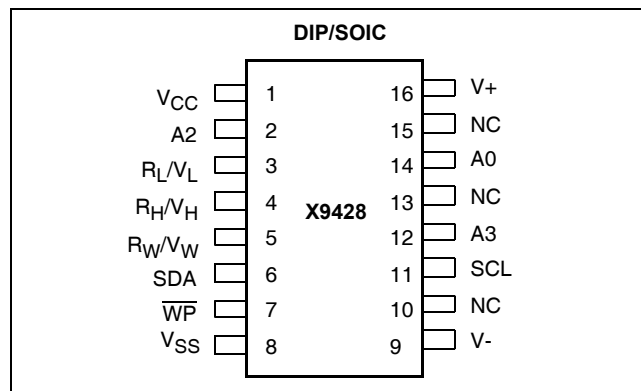 DIP/SOIC
VCC 1 16 V+
A2 2 15 NC
RL/VL 3 14 A0
RH/VH 4 X9428 13 NC
RW/VW 5 12 A3
SDA 6 11 SCL
W̅P̅ 7 10 NC
VSS 8 9 V-